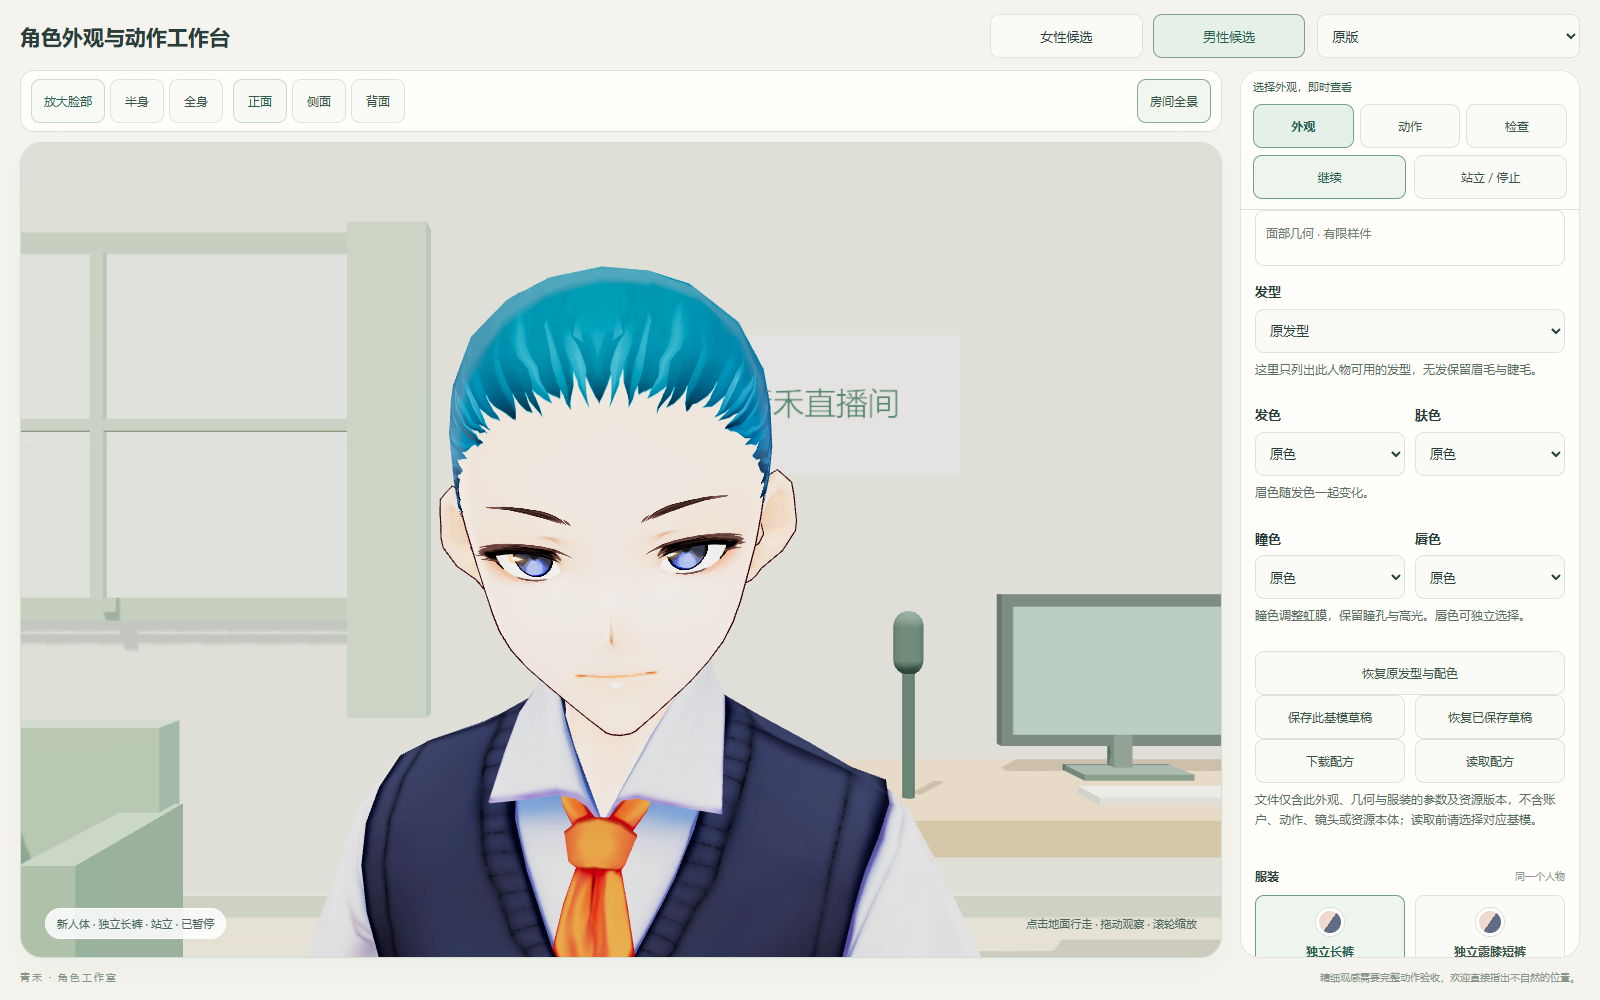 角色外观与动作工作台
女性候选
男性候选
原版
放大脸部
半身
全身
正面
侧面
背面
房间全景
禾直播间
新人体 · 独立长裤 · 站立 · 已暂停
点击地面行走 · 拖动观察 · 滚轮缩放
选择外观，即时查看
外观
动作
检查
继续
站立 / 停止
面部几何 · 有限样件
发型
原发型
这里只列出此人物可用的发型，无发保留眉毛与睫毛。
发色
肤色
原色
原色
眉色随发色一起变化。
瞳色
唇色
原色
原色
瞳色调整虹膜，保留瞳孔与高光。唇色可独立选择。
恢复原发型与配色
保存此基模草稿
恢复已保存草稿
下载配方
读取配方
文件仅含此外观、几何与服装的参数及资源版本，不含账
户、动作、镜头或资源本体；读取前请选择对应基模。
服装
同一个人物
独立长裤
独立露膝短裤
青禾 · 角色工作室
精细观感需要完整动作验收，欢迎直接指出不自然的位置。